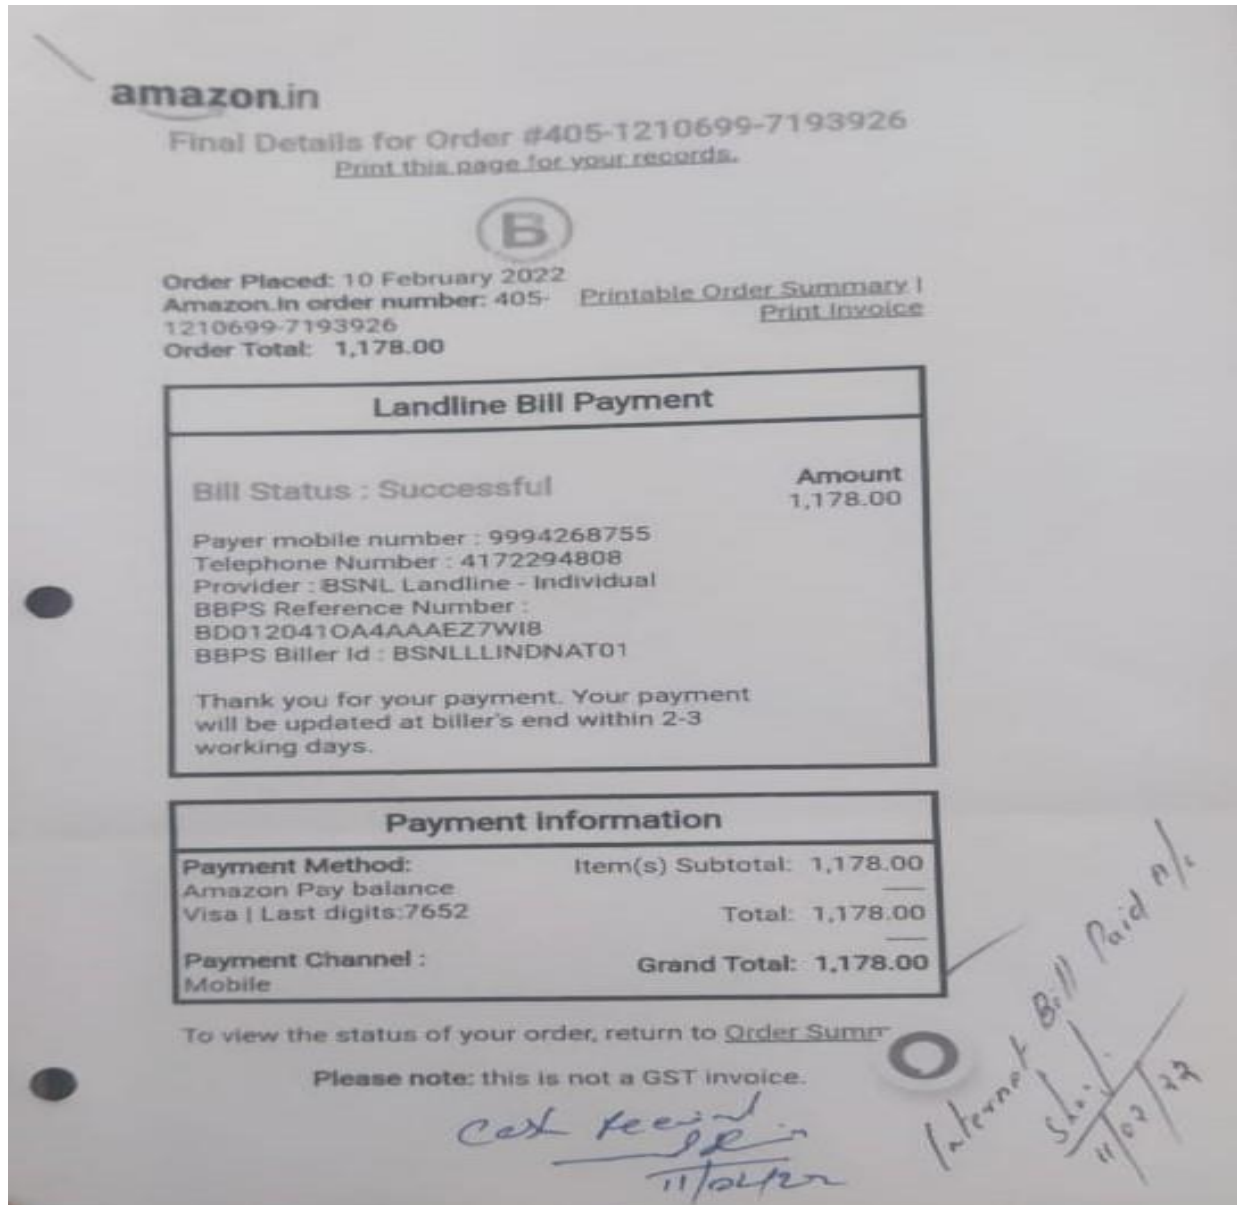 amazon.in
Final Details for Order #405-1210699-7193926
Print this page for your records.
B
Order Placed: 10 February 2022
Amazon.in order number: 405-
1210699-7193926
Order Total: 1,178.00
Printable Order Summary |
Print Invoice
Landline Bill Payment
Bill Status : Successful
Amount
1,178.00
Payer mobile number : 9994268755
Telephone Number : 4172294808
Provider : BSNL Landline - Individual
BBPS Reference Number :
BD012041OA4AAAEZ7WI8
BBPS Biller Id : BSNLLLINDNAT01
Thank you for your payment. Your payment
will be updated at biller's end within 2-3
working days.
Payment information
Payment Method:
Amazon Pay balance
Visa | Last digits:7652
Payment Channel :
Mobile
Item(s) Subtotal: 1,178.00
Total: 1,178.00
Grand Total: 1,178.00
To view the status of your order, return to Order Summ
Please note: this is not a GST invoice.
Internet Bill Paid A/c
11/02/22
Cash
11/02/22